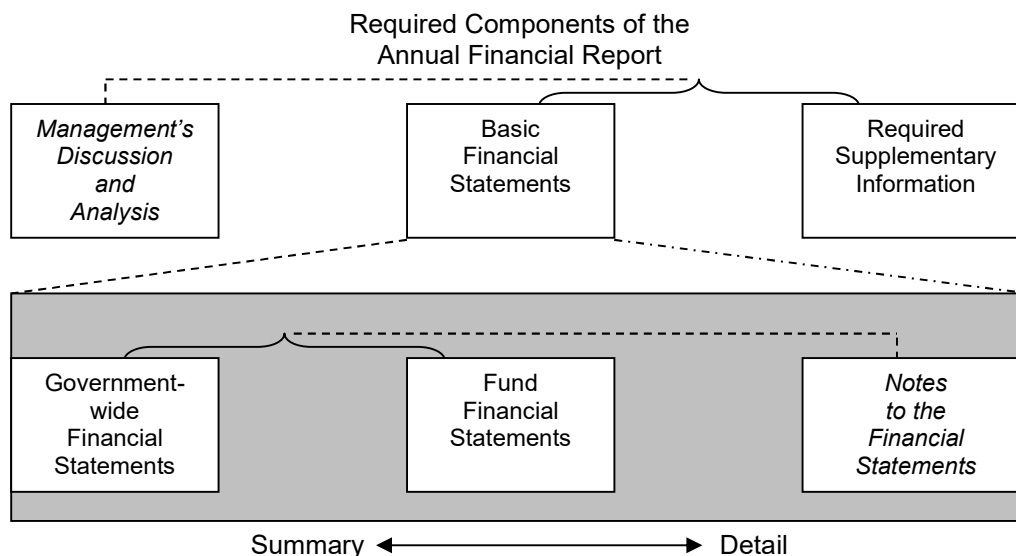 Required Components of the
Annual Financial Report
Management’s
Discussion
and
Analysis
Basic
Financial
Statements
Required
Supplementary
Information
Government-
wide
Financial
Statements
Fund
Financial
Statements
Notes
to the
Financial
Statements
Summary
Detail